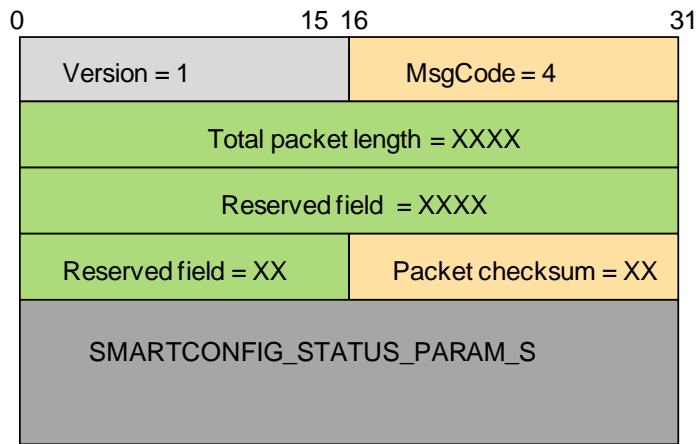 0 15 16 31
Version = 1 MsgCode = 4
Total packet length = XXXX
Reserved field = XXXX
Reserved field = XX Packet checksum = XX
SMARTCONFIG_STATUS_PARAM_S